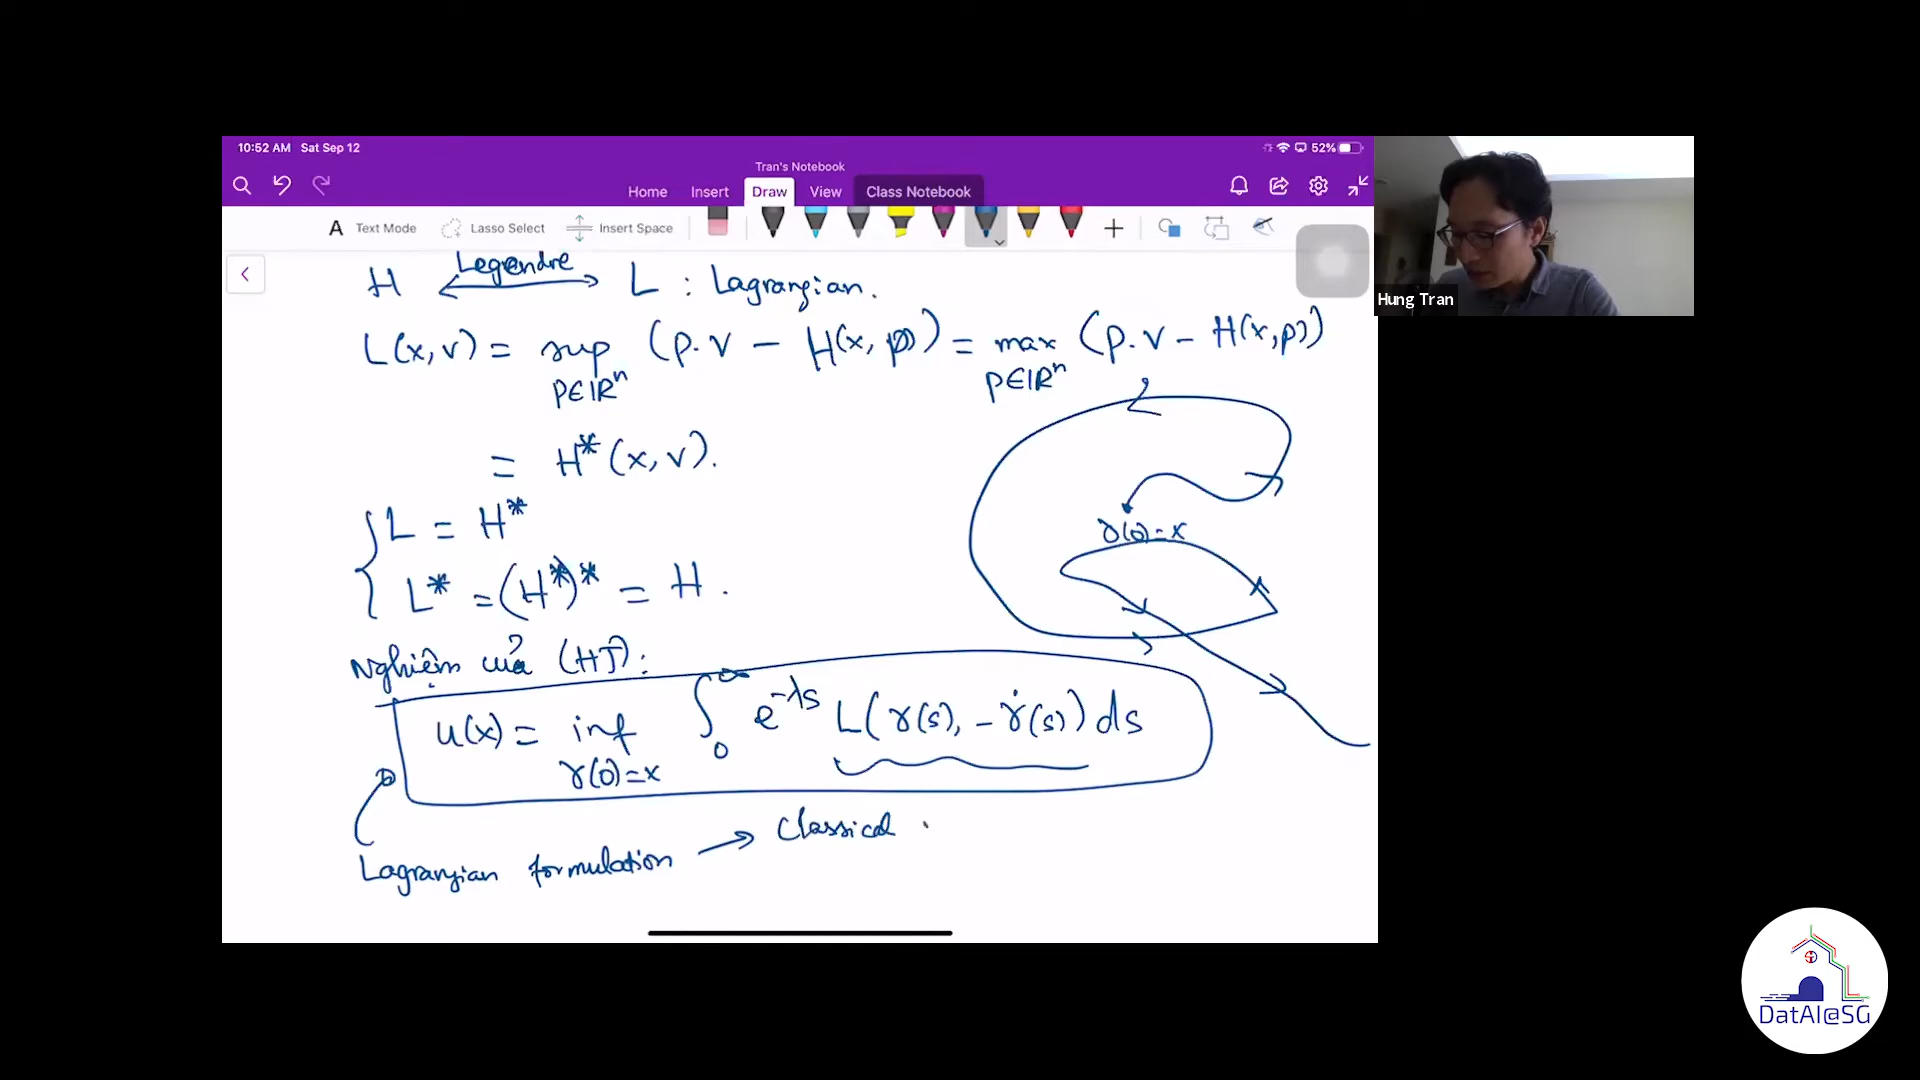 10:52 AM Sat Sep 12
52%
Tran's Notebook
Home Insert Draw View Class Notebook
A Text Mode Lasso Select Insert Space
Hung Tran
H Legendre L : Lagrangian.
L(x,v) = sup (p.v − H(x,p)) = max (p.v − H(x,p))
p∈ℝⁿ p∈ℝⁿ
= H*(x,v).
L = H*
L* = (H*)* = H.
γ(0)=x
Nghiệm của (HJ):
u(x) = inf ∫₀^∞ e^{-λs} L(γ(s), −γ̇(s)) ds
γ(0)=x
Lagrangian formulation → Classical
DatAI@SG